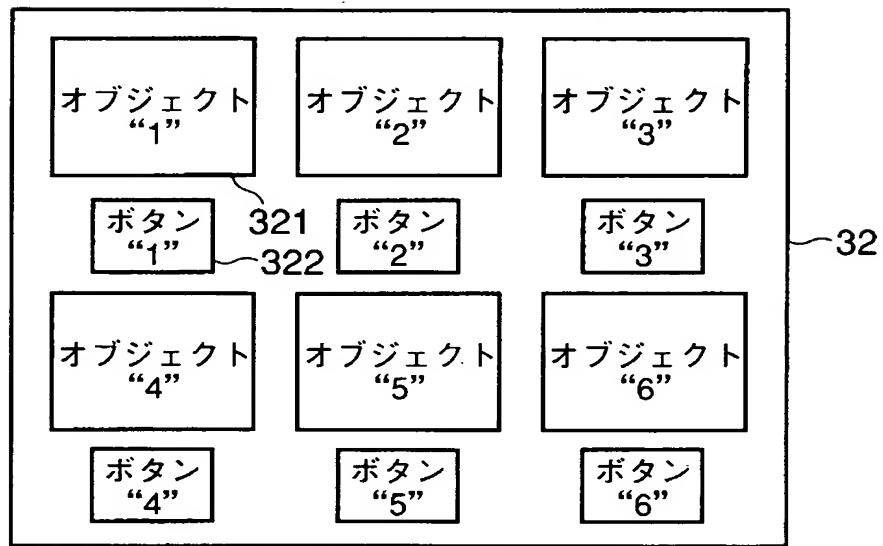 オブジェクト
“1”
オブジェクト
“2”
オブジェクト
“3”
321
ボタン
“1”
322
ボタン
“2”
ボタン
“3”
32
オブジェクト
“4”
オブジェクト
“5”
オブジェクト
“6”
ボタン
“4”
ボタン
“5”
ボタン
“6”